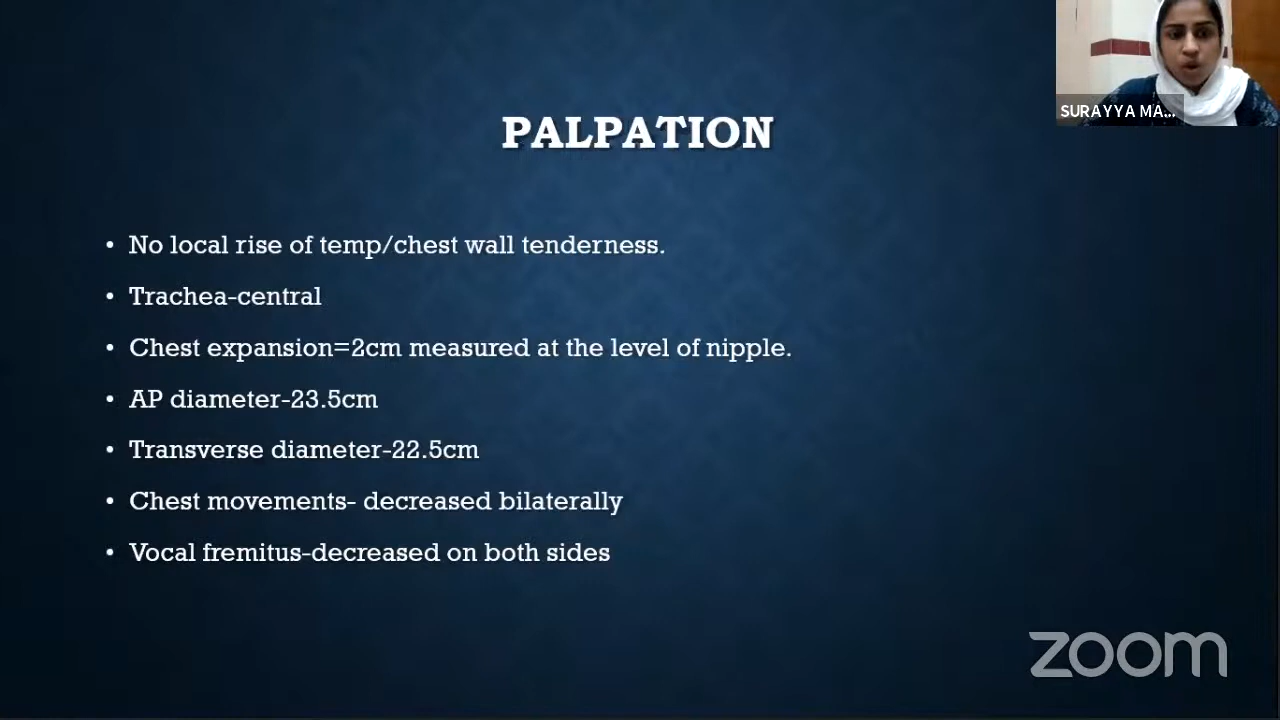 SURAYYA MA...
PALPATION
• No local rise of temp/chest wall tenderness.
• Trachea-central
• Chest expansion=2cm measured at the level of nipple.
• AP diameter-23.5cm
• Transverse diameter-22.5cm
• Chest movements- decreased bilaterally
• Vocal fremitus-decreased on both sides
zoom